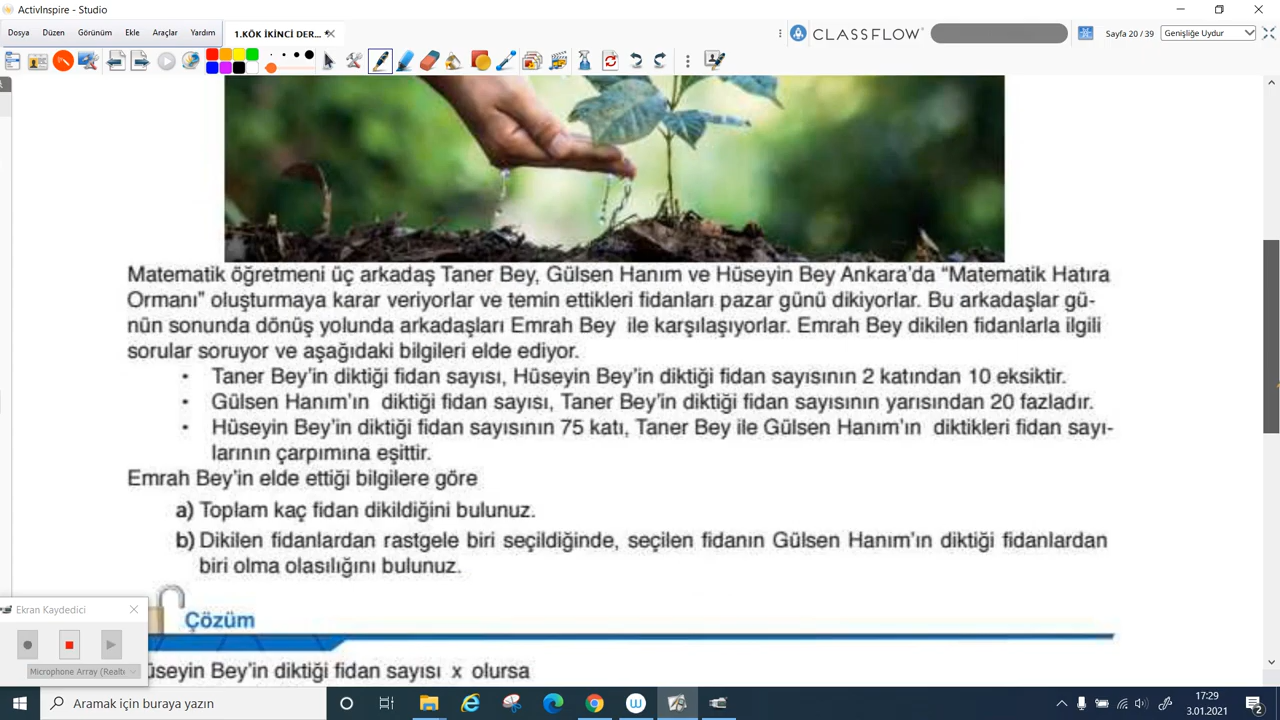 ActivInspire - Studio
Dosya Düzen Görünüm Ekle Araçlar Yardım
1.KÖK İKİNCİ DER...
CLASSFLOW
Sayfa 20 / 39
Genişliğe Uydur
Matematik öğretmeni üç arkadaş Taner Bey, Gülsen Hanım ve Hüseyin Bey Ankara'da “Matematik Hatıra
Ormanı” oluşturmaya karar veriyorlar ve temin ettikleri fidanları pazar günü dikiyorlar. Bu arkadaşlar gü-
nün sonunda dönüş yolunda arkadaşları Emrah Bey ile karşılaşıyorlar. Emrah Bey dikilen fidanlarla ilgili
sorular soruyor ve aşağıdaki bilgileri elde ediyor.
• Taner Bey'in diktiği fidan sayısı, Hüseyin Bey'in diktiği fidan sayısının 2 katından 10 eksiktir.
• Gülsen Hanım'ın diktiği fidan sayısı, Taner Bey'in diktiği fidan sayısının yarısından 20 fazladır.
• Hüseyin Bey'in diktiği fidan sayısının 75 katı, Taner Bey ile Gülsen Hanım'ın diktikleri fidan sayı-
larının çarpımına eşittir.
Emrah Bey'in elde ettiği bilgilere göre
a) Toplam kaç fidan dikildiğini bulunuz.
b) Dikilen fidanlardan rastgele biri seçildiğinde, seçilen fidanın Gülsen Hanım'ın diktiği fidanlardan
biri olma olasılığını bulunuz.
Ekran Kaydedici
Çözüm
Microphone Array (Realte
üseyin Bey'in diktiği fidan sayısı x olursa
Aramak için buraya yazın
17:29
3.01.2021
2